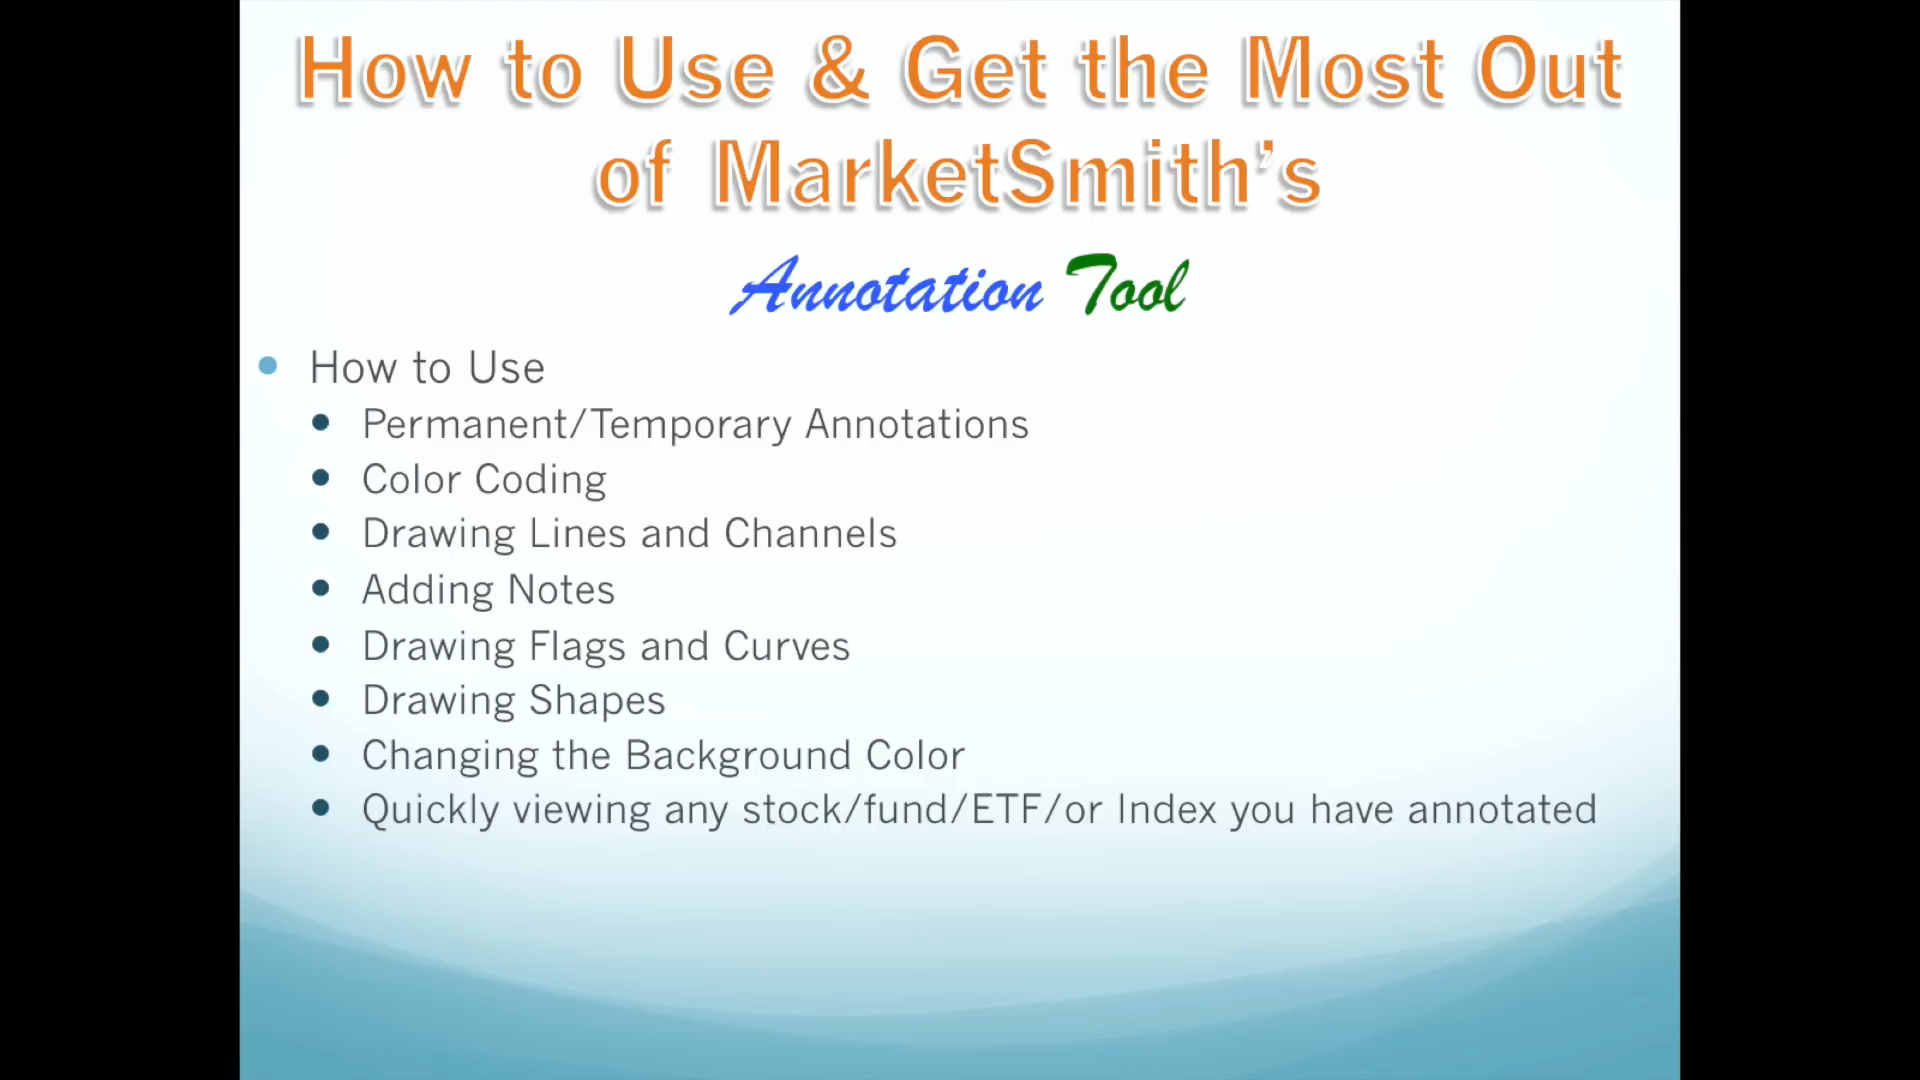 How to Use & Get the Most Out
of MarketSmith's
Annotation Tool
How to Use
Permanent/Temporary Annotations
Color Coding
Drawing Lines and Channels
Adding Notes
Drawing Flags and Curves
Drawing Shapes
Changing the Background Color
Quickly viewing any stock/fund/ETF/or Index you have annotated